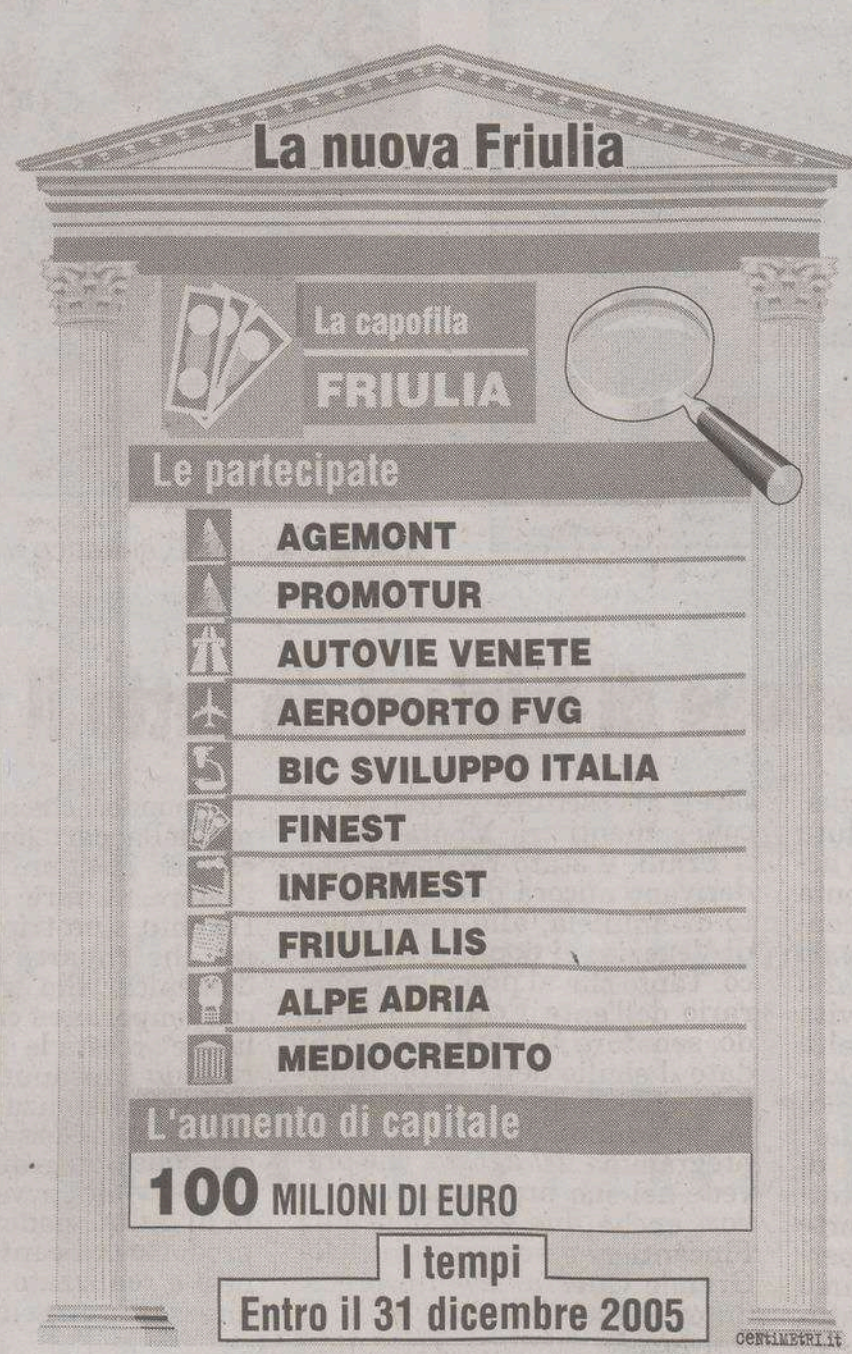 La nuova Friulia
La capofila
FRIULIA
Le partecipate
AGEMONT
PROMOTUR
AUTOVIE VENETE
AEROPORTO FVG
BIC SVILUPPO ITALIA
FINEST
INFORMEST
FRIULIA LIS
ALPE ADRIA
MEDIOCREDITO
L'aumento di capitale
100 MILIONI DI EURO
I tempi
Entro il 31 dicembre 2005
CENTIMETRI.it